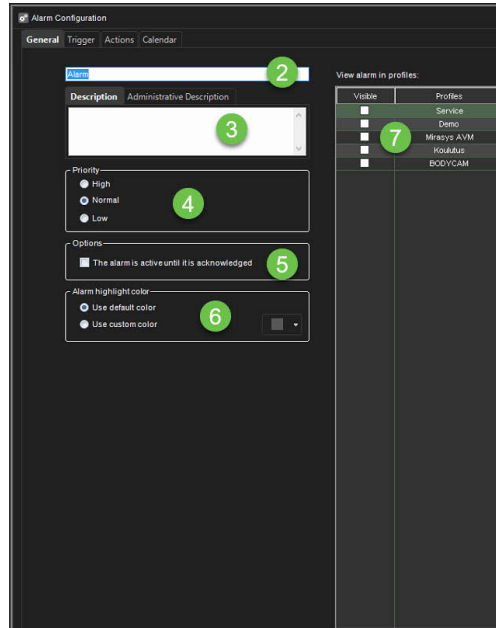 Alarm Configuration
General Trigger Actions Calendar
Alarm
2
View alarm in profiles:
Description Administrative Description
Visible Profiles
Service
Demo
Mirasys AVM
Koulutus
BODYCAM
3
7
Priority
High
Normal
Low
4
Options
The alarm is active until it is acknowledged
5
Alarm highlight color
Use default color
Use custom color
6